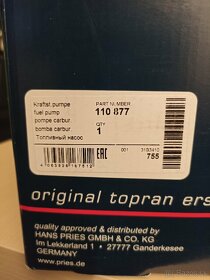 Kraftst.pumpe
fuel pump
pompe carbur.
bomba carbur.
Топливный насос
PART NUMBER
110 877
QTY
1
EAC
001
755
original topran ers
quality approved & distributed by
HANS PRIES GMBH & CO. KG
Im Lekkerland 1 - 27777 Ganderkesee
GERMANY
www.pries.de